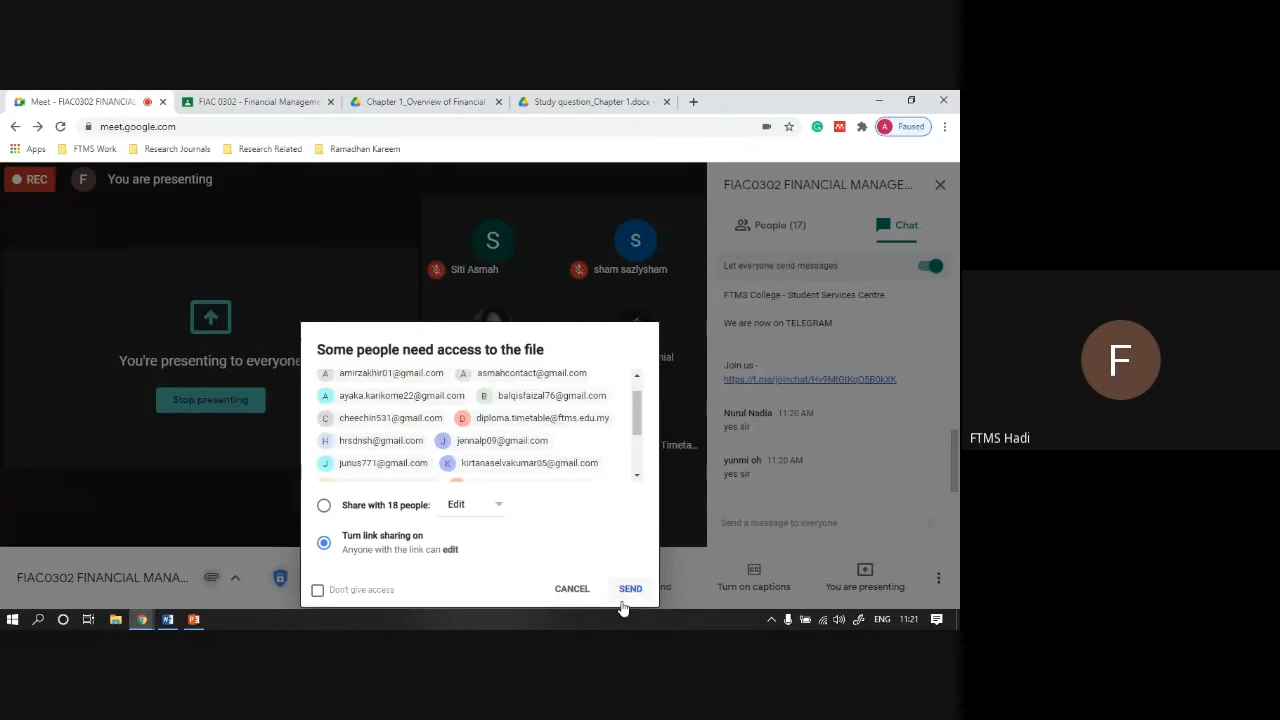 Meet - FIAC0302 FINANCIAL
FIAC 0302 - Financial Manageme
Chapter 1_Overview of Financial
Study question_Chapter 1.docx -
meet.google.com
A Paused
Apps FTMS Work Research Journals Research Related Ramadhan Kareem
REC F You are presenting
FIAC0302 FINANCIAL MANAGE...
People (17) Chat
S Siti Asmah
s sham sazlysham
Let everyone send messages
FTMS College - Student Services Centre
We are now on TELEGRAM
Join us -
You're presenting to everyone
Stop presenting
Some people need access to the file
A amirzakhir01@gmail.com A asmahcontact@gmail.com
A ayaka.karikome22@gmail.com B balqisfaizal76@gmail.com
C cheechin531@gmail.com D diploma.timetable@ftms.edu.my
H hrsdnsh@gmail.com J jennalp09@gmail.com
J junus771@gmail.com K kirtanaselvakumar05@gmail.com
Share with 18 people: Edit
Turn link sharing on
Anyone with the link can edit
Don't give access
CANCEL SEND
nial
Timeta...
Nurul Nadia 11:20 AM
yes sir
yunmi oh 11:20 AM
yes sir
Send a message to everyone
FIAC0302 FINANCIAL MANA...
nd
Turn on captions
You are presenting
ENG 11:21
F
FTMS Hadi